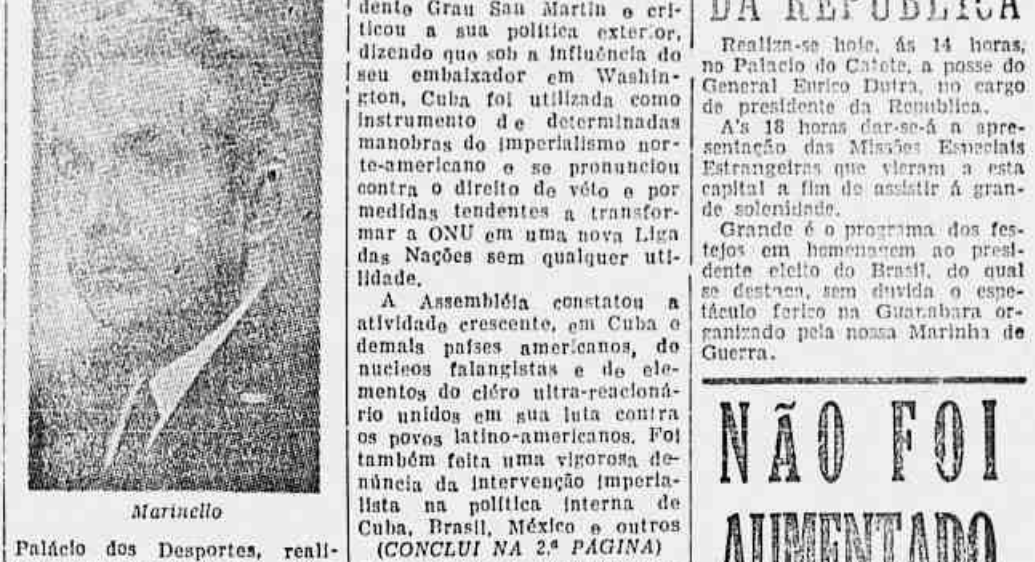 Marinello
Palácio dos Desportes, reali-
dente Grau San Martin e cri-
ticou a sua política exterior,
dizendo que sob a influência do
seu embaixador em Washin-
gton, Cuba foi utilizada como
instrumento de determinadas
manobras do imperialismo nor-
te-americano e se pronunciou
contra o direito de véto e por
medidas tendentes a transfor-
mar a ONU em uma nova Liga
das Nações sem qualquer uti-
lidade.
A Assembléia constatou a
atividade crescente, em Cuba e
demais países americanos, de
nucleos falangistas e de ele-
mentos do cléro ultra-reacioná-
rio unidos em sua luta contra
os povos latino-americanos. Foi
também feita uma vigorosa de-
núncia da intervenção imperia-
lista na política interna de
Cuba, Brasil, México e outros
(CONCLUI NA 2.ª PÁGINA)
DA REPUBLICA
Realiza-se hoje, ás 14 horas,
no Palacio do Catete, a posse do
General Eurico Dutra, no cargo
de presidente da Republica.
A's 18 horas dar-se-á a apre-
sentação das Missões Especiais
Estrangeiras que vieram a esta
capital a fim de assistir á gran-
de solenidade.
Grande é o programa dos fes-
tejos em homenagem ao presi-
dente eleito do Brasil, do qual
se destaca, sem duvida o espe-
táculo ferico na Guanabara or-
ganizado pela nossa Marinha de
Guerra.
NÃO FOI
AUMENTADO